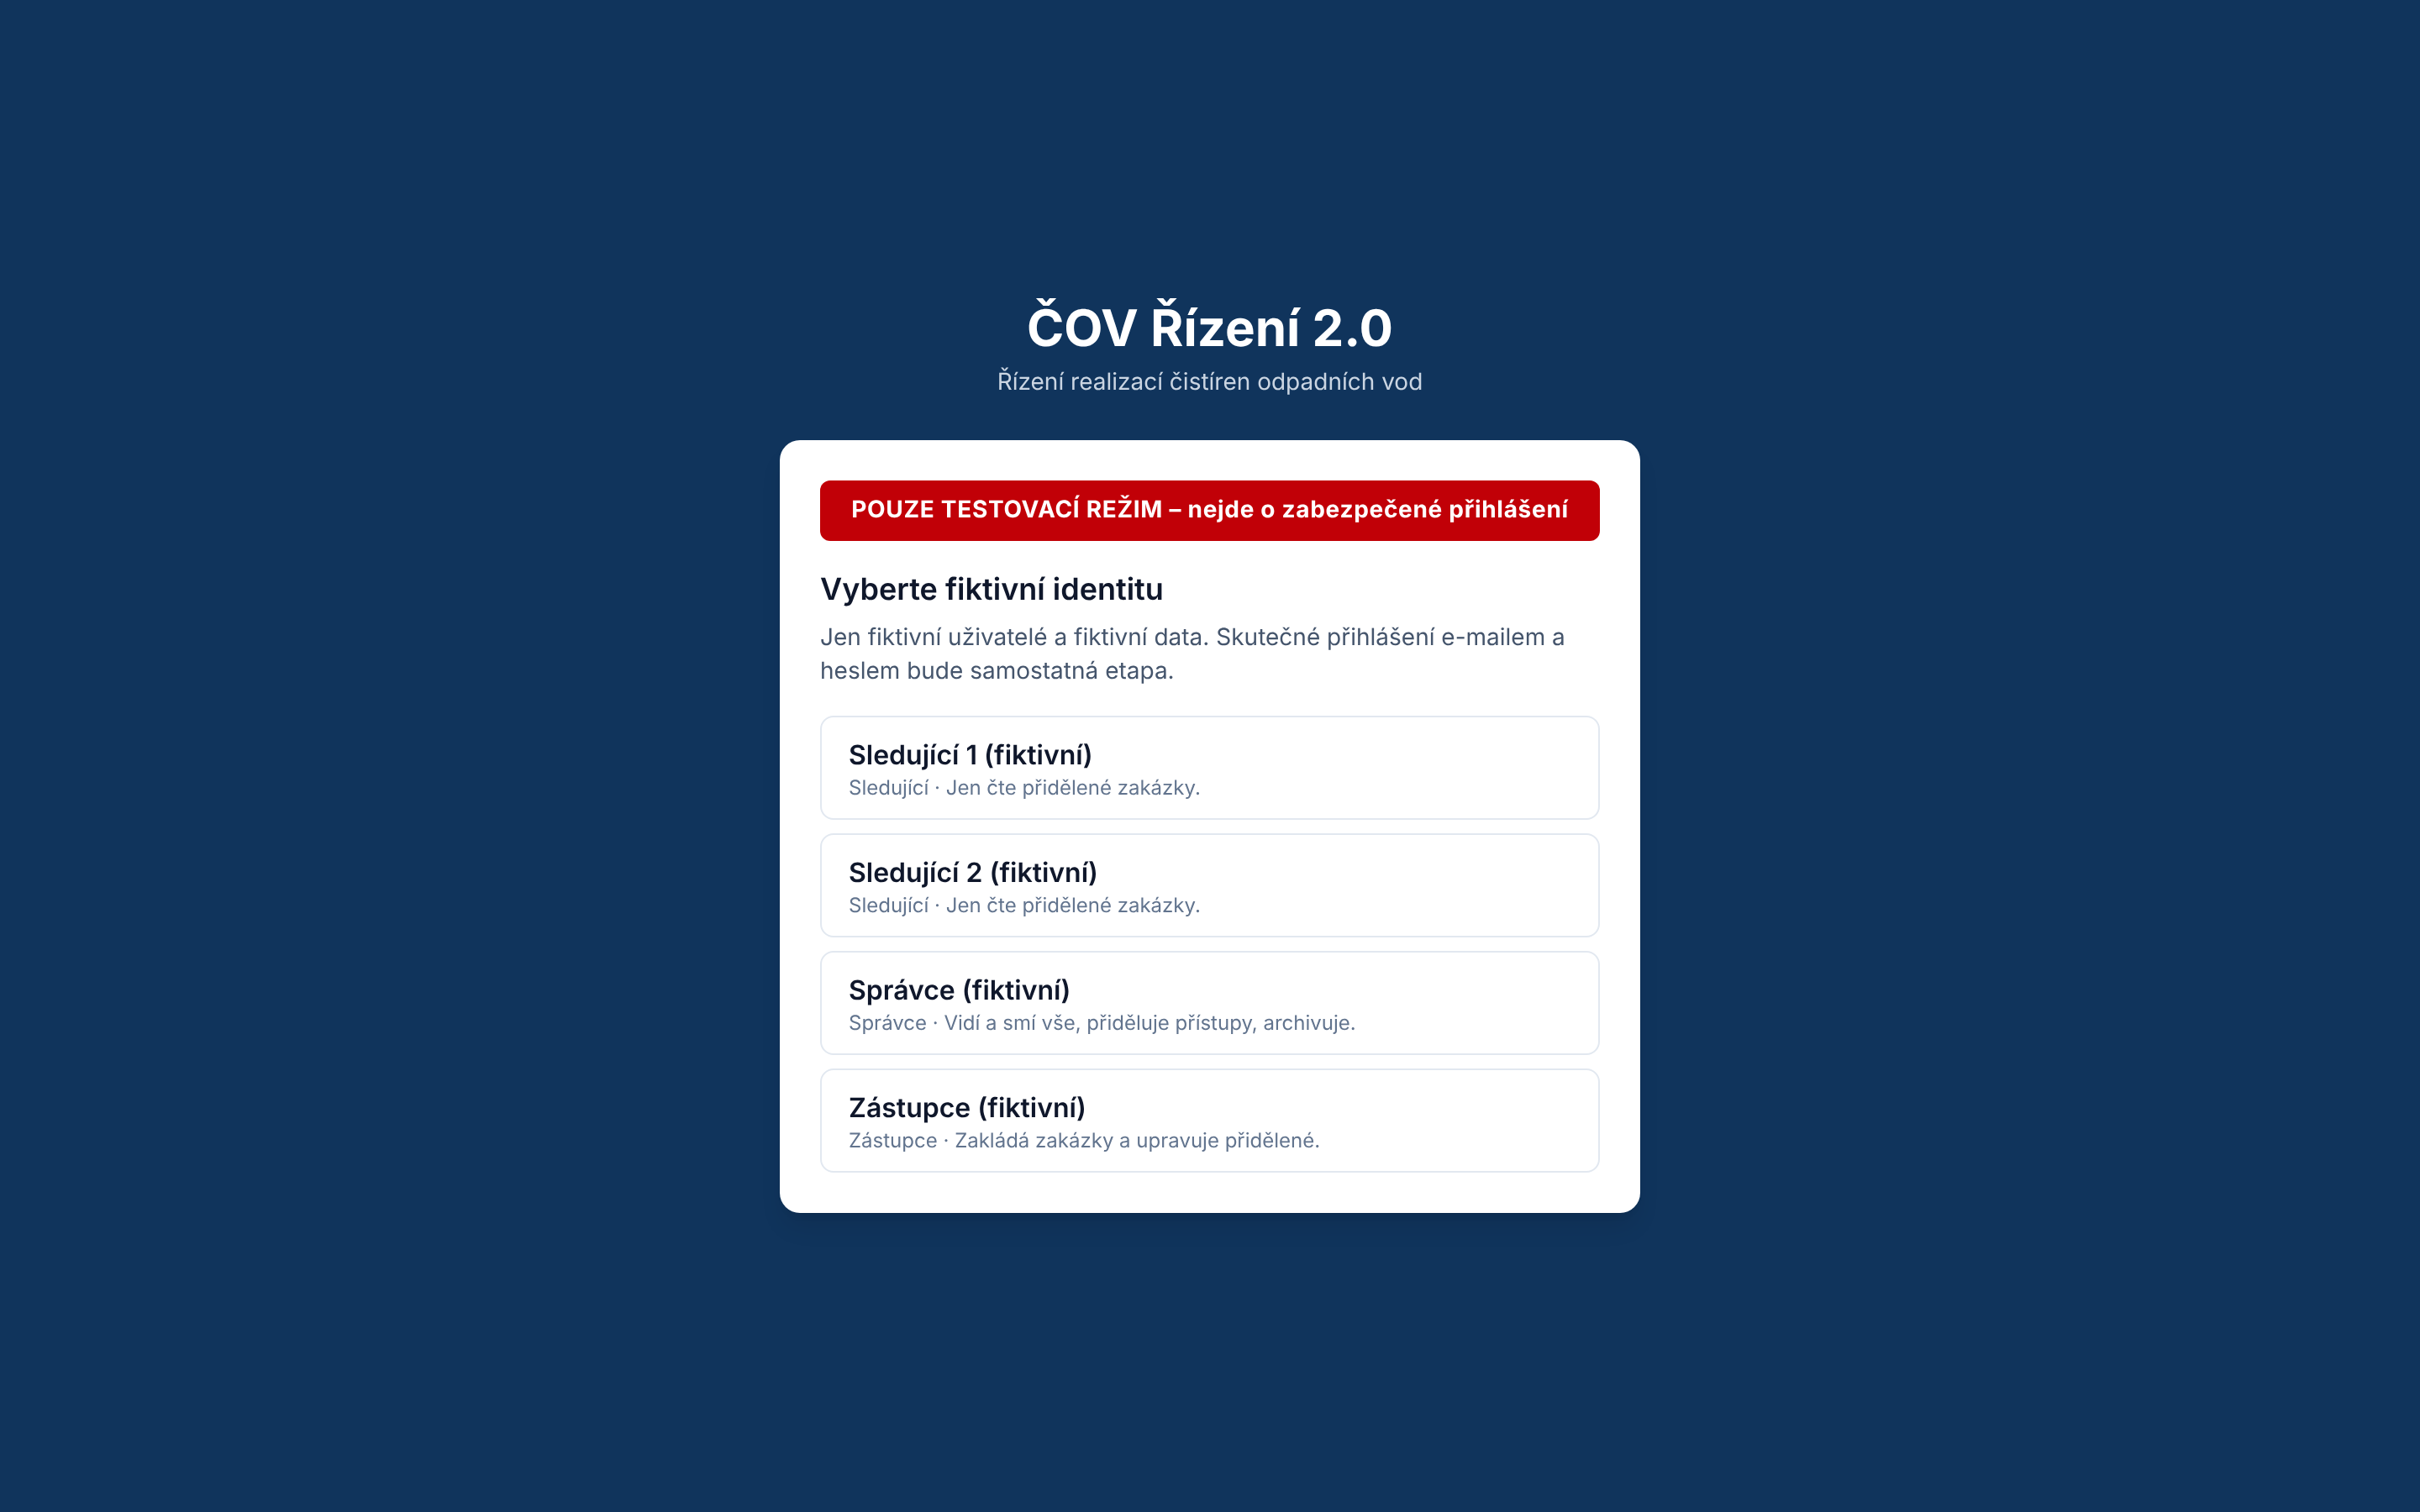 ČOV Řízení 2.0
Řízení realizací čistíren odpadních vod
POUZE TESTOVACÍ REŽIM – nejde o zabezpečené přihlášení
Vyberte fiktivní identitu
Jen fiktivní uživatelé a fiktivní data. Skutečné přihlášení e-mailem a
heslem bude samostatná etapa.
Sledující 1 (fiktivní)
Sledující · Jen čte přidělené zakázky.
Sledující 2 (fiktivní)
Sledující · Jen čte přidělené zakázky.
Správce (fiktivní)
Správce · Vidí a smí vše, přiděluje přístupy, archivuje.
Zástupce (fiktivní)
Zástupce · Zakládá zakázky a upravuje přidělené.